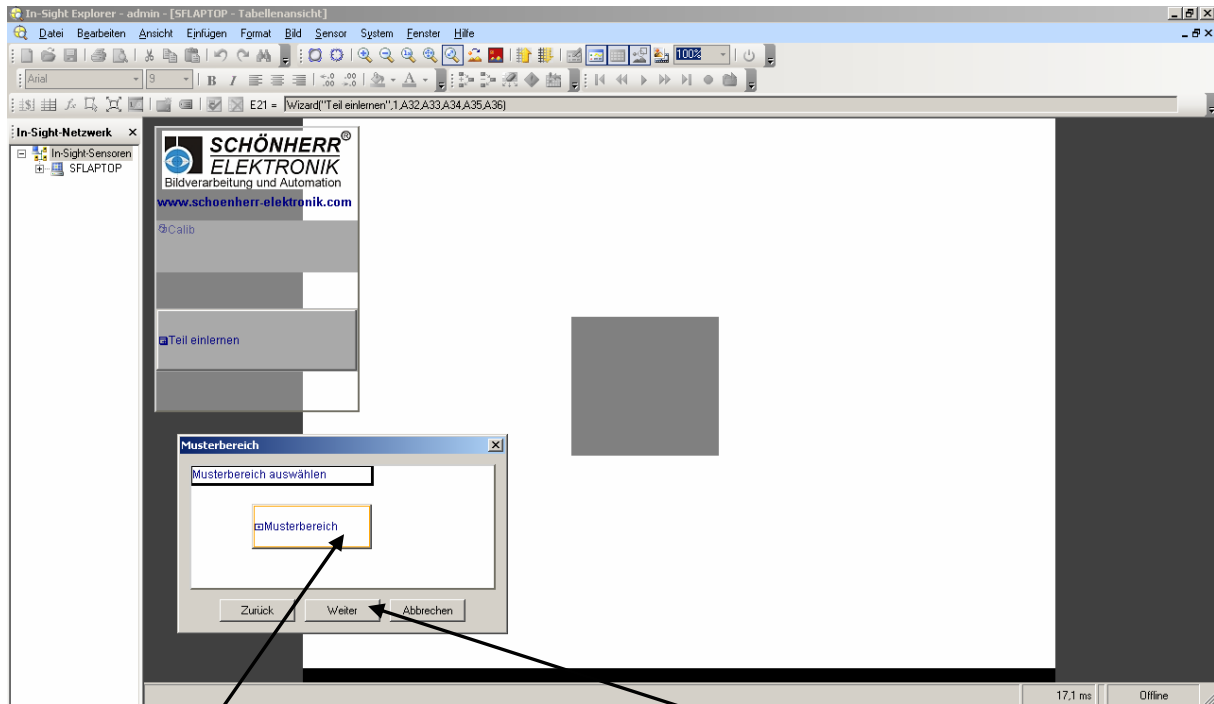 In-Sight Explorer - admin - [SFLAPTOP - Tabellenansicht]
Datei Bearbeiten Ansicht Einfügen Format Bild Sensor System Fenster Hilfe
100%
Arial 9 B I A
E21 = Wizard("Teil einlernen",1,A32,A33,A34,A35,A36)
In-Sight-Netzwerk
In-Sight-Sensoren
SFLAPTOP
SCHÖNHERR®
ELEKTRONIK
Bildverarbeitung und Automation
www.schoenherr-elektronik.com
Calib
Teil einlernen
Musterbereich
Musterbereich auswählen
Musterbereich
Zurück Weiter Abbrechen
17,1 ms Offline